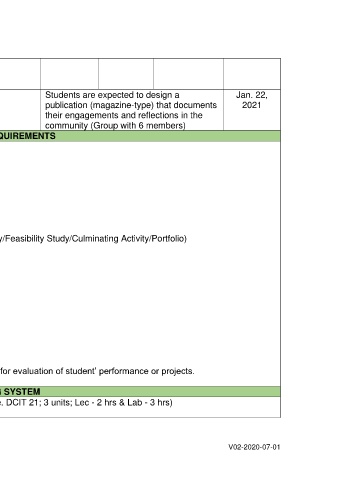 Students are expected to design a
publication (magazine-type) that documents
their engagements and reflections in the
community (Group with 6 members)
Jan. 22,
2021
QUIREMENTS
y/Feasibility Study/Culminating Activity/Portfolio)
for evaluation of student' performance or projects.
SYSTEM
. DCIT 21; 3 units; Lec - 2 hrs & Lab - 3 hrs)
V02-2020-07-01